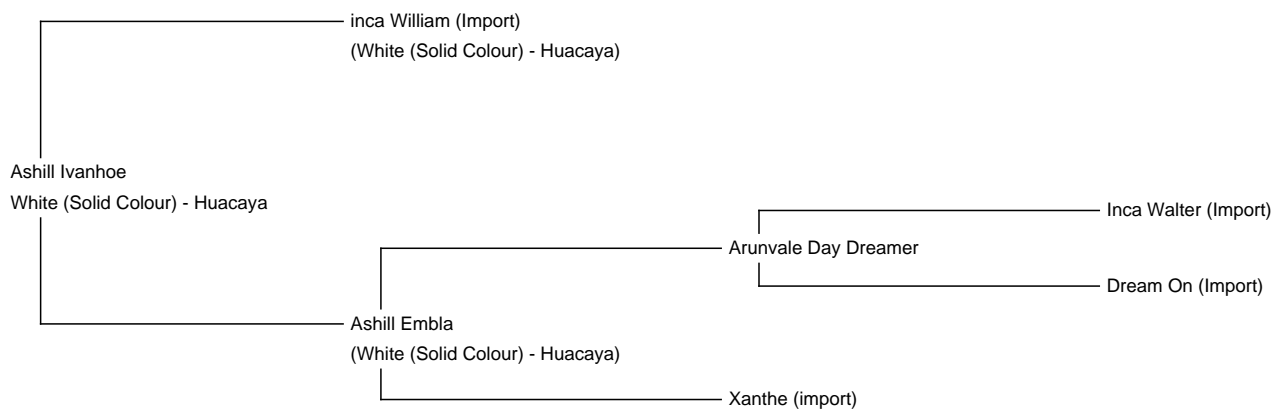 inca William (Import)
(White (Solid Colour) - Huacaya)
Ashill Ivanhoe
White (Solid Colour) - Huacaya
Inca Walter (Import)
Arunvale Day Dreamer
Dream On (Import)
Ashill Embla
(White (Solid Colour) - Huacaya)
Xanthe (import)